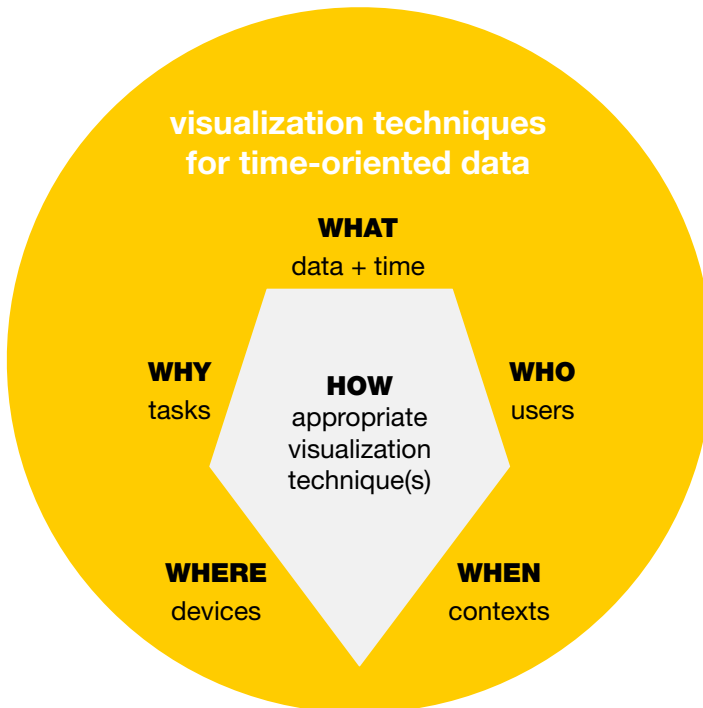 visualization techniques
for time-oriented data
WHAT
data + time
WHY
tasks
HOW
appropriate
visualization
technique(s)
WHO
users
WHERE
devices
WHEN
contexts